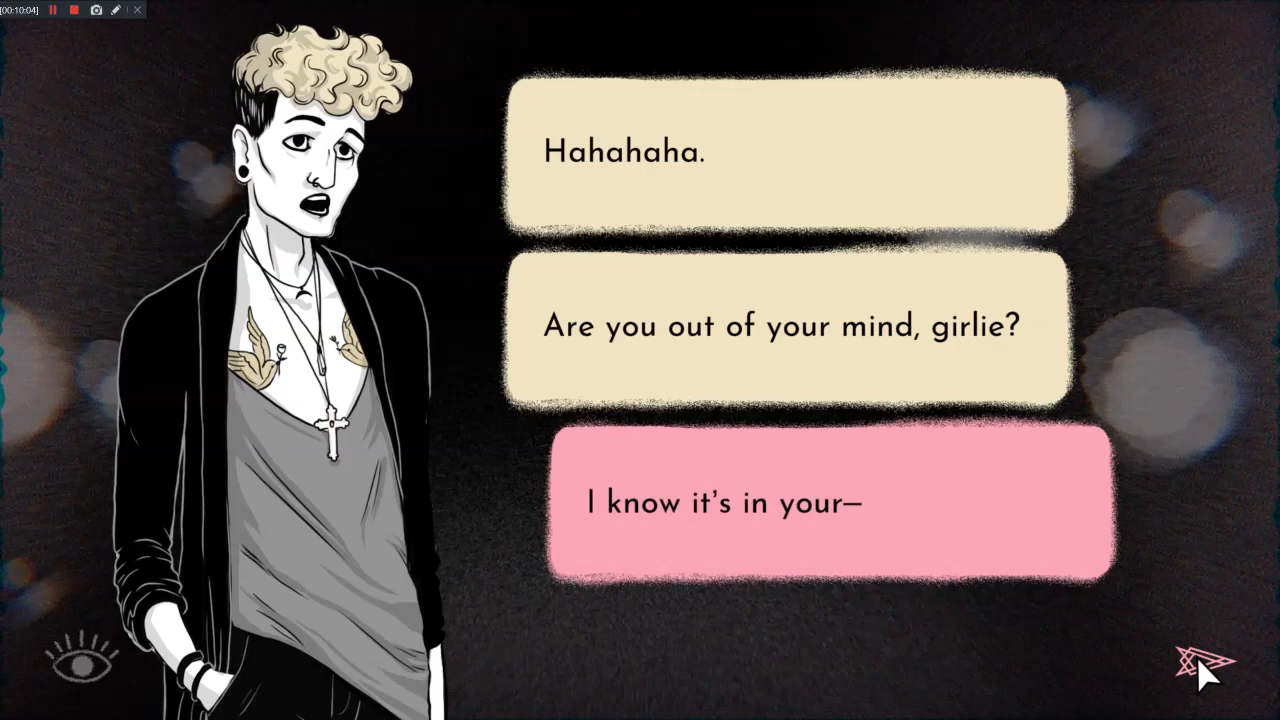 [00:10:04]
Hahahaha.
Are you out of your mind, girlie?
I know it's in your—